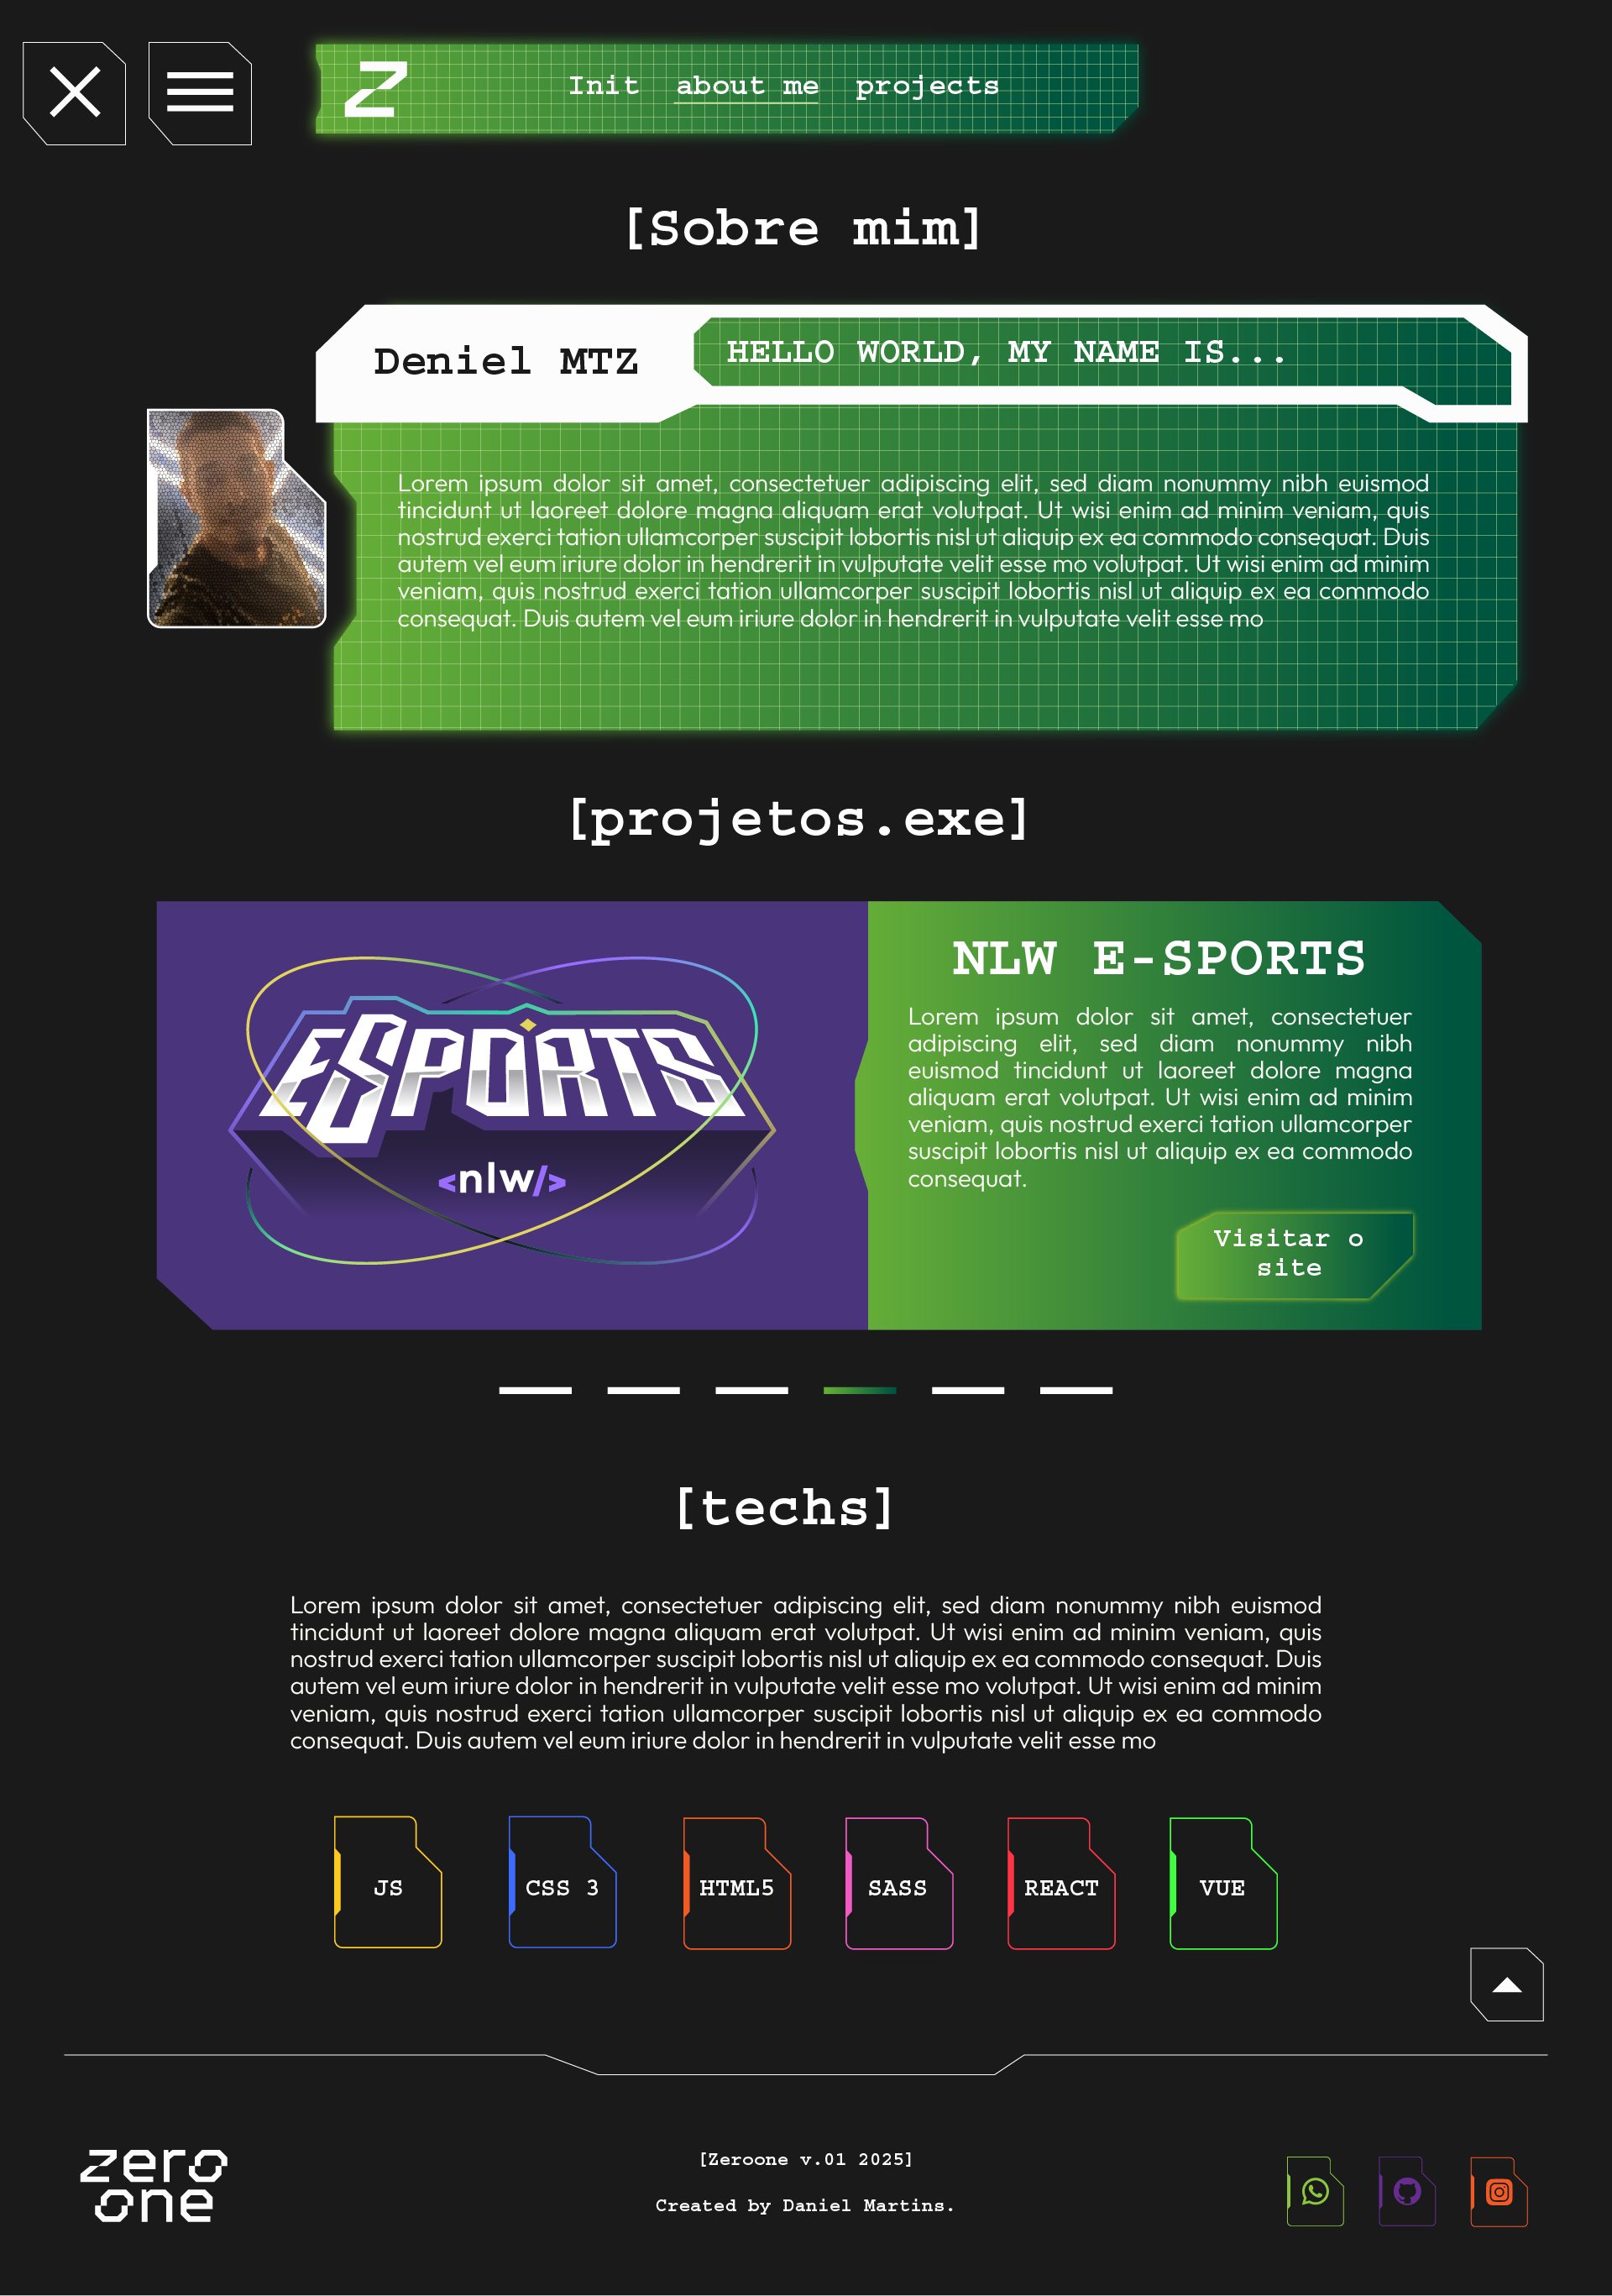 Z
Init about me projects
[Sobre mim]
Deniel MTZ
HELLO WORLD, MY NAME IS...
Lorem ipsum dolor sit amet, consectetuer adipiscing elit, sed diam nonummy nibh euismod
tincidunt ut laoreet dolore magna aliquam erat volutpat. Ut wisi enim ad minim veniam, quis
nostrud exerci tation ullamcorper suscipit lobortis nisl ut aliquip ex ea commodo consequat. Duis
autem vel eum iriure dolor in hendrerit in vulputate velit esse mo volutpat. Ut wisi enim ad minim
veniam, quis nostrud exerci tation ullamcorper suscipit lobortis nisl ut aliquip ex ea commodo
consequat. Duis autem vel eum iriure dolor in hendrerit in vulputate velit esse mo
[projetos.exe]
ESPORTS
<nlw/>
NLW E-SPORTS
Lorem ipsum dolor sit amet, consectetuer
adipiscing elit, sed diam nonummy nibh
euismod tincidunt ut laoreet dolore magna
aliquam erat volutpat. Ut wisi enim ad minim
veniam, quis nostrud exerci tation ullamcorper
suscipit lobortis nisl ut aliquip ex ea commodo
consequat.
Visitar o
site
[techs]
Lorem ipsum dolor sit amet, consectetuer adipiscing elit, sed diam nonummy nibh euismod
tincidunt ut laoreet dolore magna aliquam erat volutpat. Ut wisi enim ad minim veniam, quis
nostrud exerci tation ullamcorper suscipit lobortis nisl ut aliquip ex ea commodo consequat. Duis
autem vel eum iriure dolor in hendrerit in vulputate velit esse mo volutpat. Ut wisi enim ad minim
veniam, quis nostrud exerci tation ullamcorper suscipit lobortis nisl ut aliquip ex ea commodo
consequat. Duis autem vel eum iriure dolor in hendrerit in vulputate velit esse mo
JS
CSS 3
HTML5
SASS
REACT
VUE
zero
one
[Zeroone v.01 2025]
Created by Daniel Martins.